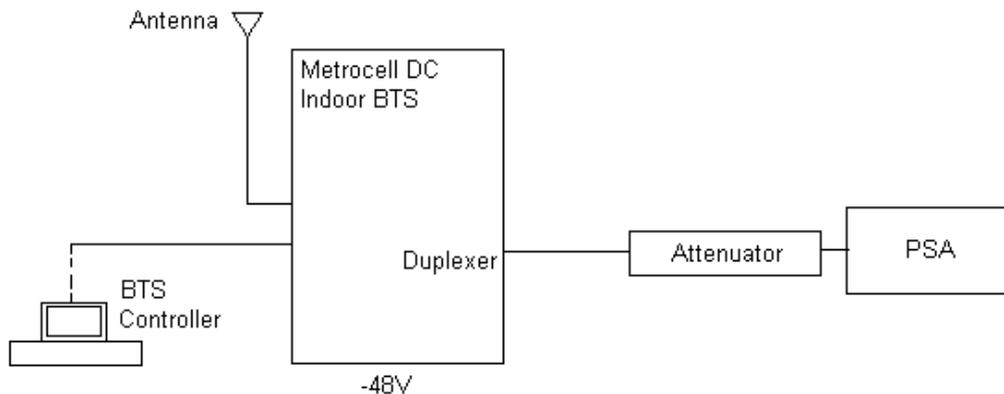 Antenna
Metrocell DC
Indoor BTS
Duplexer
Attenuator
PSA
BTS
Controller
-48V